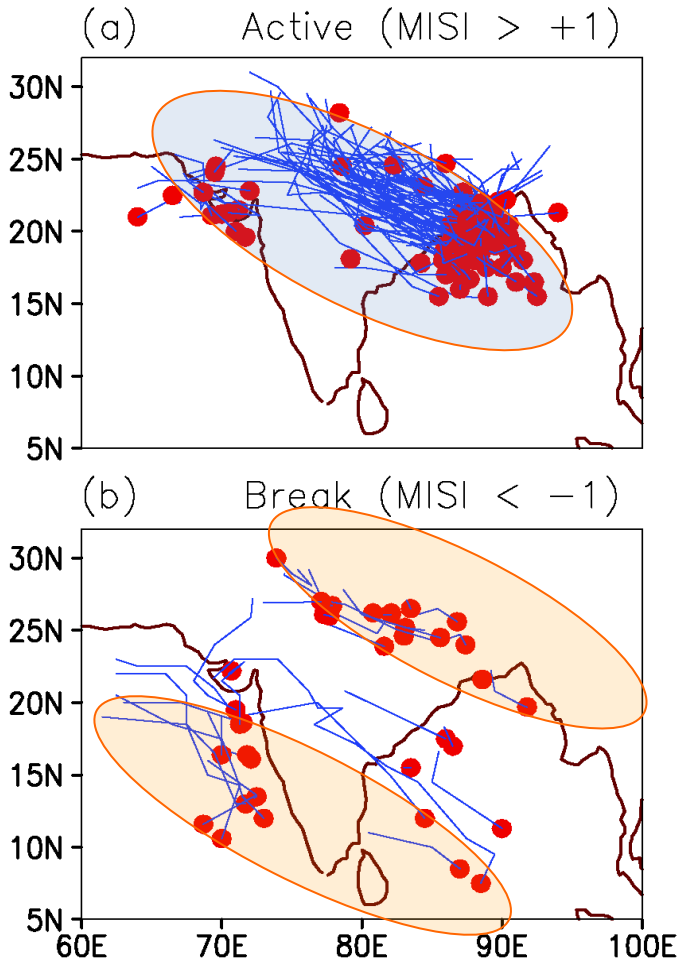 (a) Active (MISI > +1)
30N
25N
20N
15N
10N
5N
(b) Break (MISI < −1)
30N
25N
20N
15N
10N
5N
60E 70E 80E 90E 100E